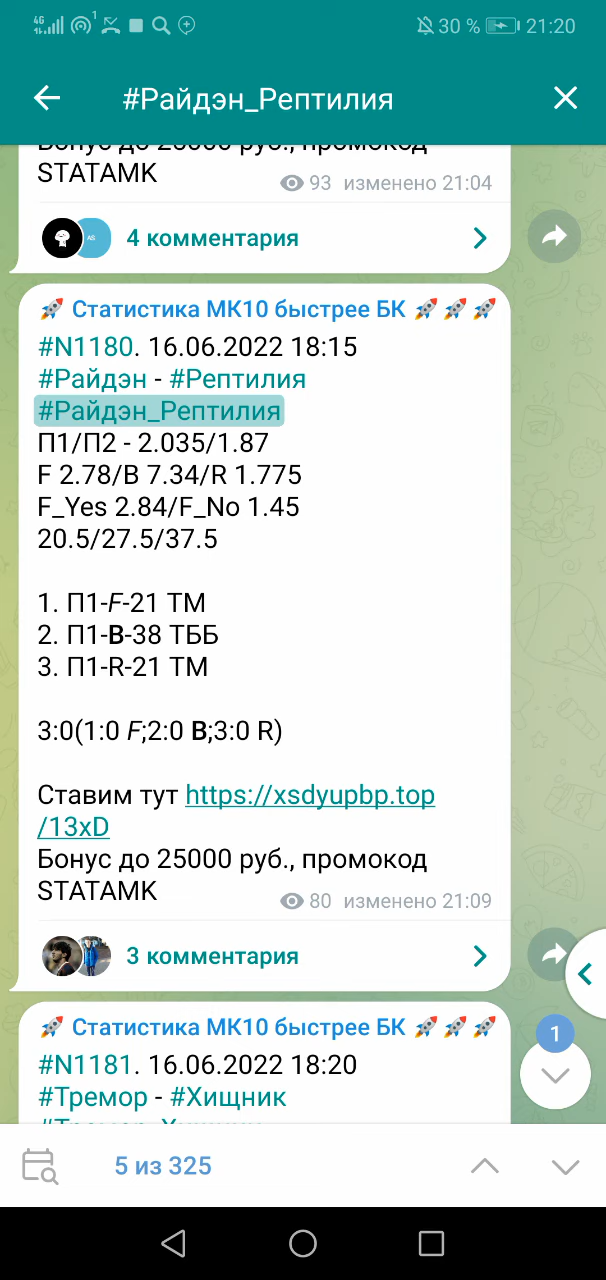 4G 1 30 % 21:20
#Райдэн_Рептилия
Бонус до 25000 руб., промокод
STATAMK
93 изменено 21:04
AS
4 комментария
🚀 Статистика МК10 быстрее БК 🚀 🚀 🚀
#N1180. 16.06.2022 18:15
#Райдэн - #Рептилия
#Райдэн_Рептилия
П1/П2 - 2.035/1.87
F 2.78/B 7.34/R 1.775
F_Yes 2.84/F_No 1.45
20.5/27.5/37.5
1. П1-F-21 ТМ
2. П1-B-38 ТББ
3. П1-R-21 ТМ
3:0(1:0 F;2:0 B;3:0 R)
Ставим тут https://xsdyupbp.top
/13xD
Бонус до 25000 руб., промокод
STATAMK
80 изменено 21:09
3 комментария
1
🚀 Статистика МК10 быстрее БК 🚀 🚀 🚀
#N1181. 16.06.2022 18:20
#Тремор - #Хищник
#Тремор_Хищник
5 из 325